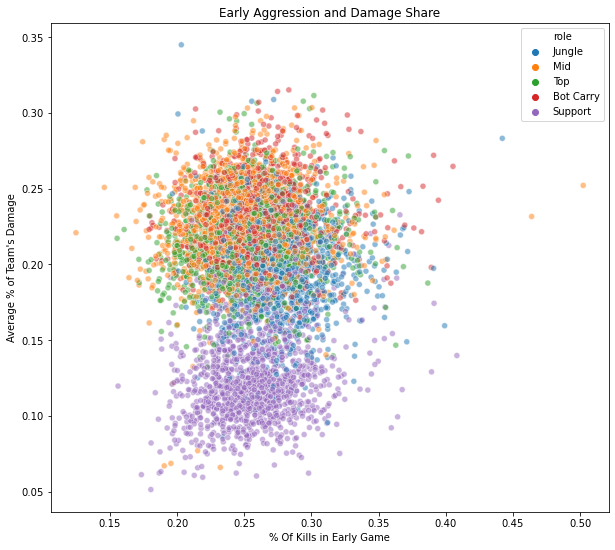 Early Aggression and Damage Share
role
Jungle
Mid
Top
Bot Carry
Support
Average % of Team's Damage
0.35
0.30
0.25
0.20
0.15
0.10
0.05
0.15
0.20
0.25
0.30
0.35
0.40
0.45
0.50
% Of Kills in Early Game